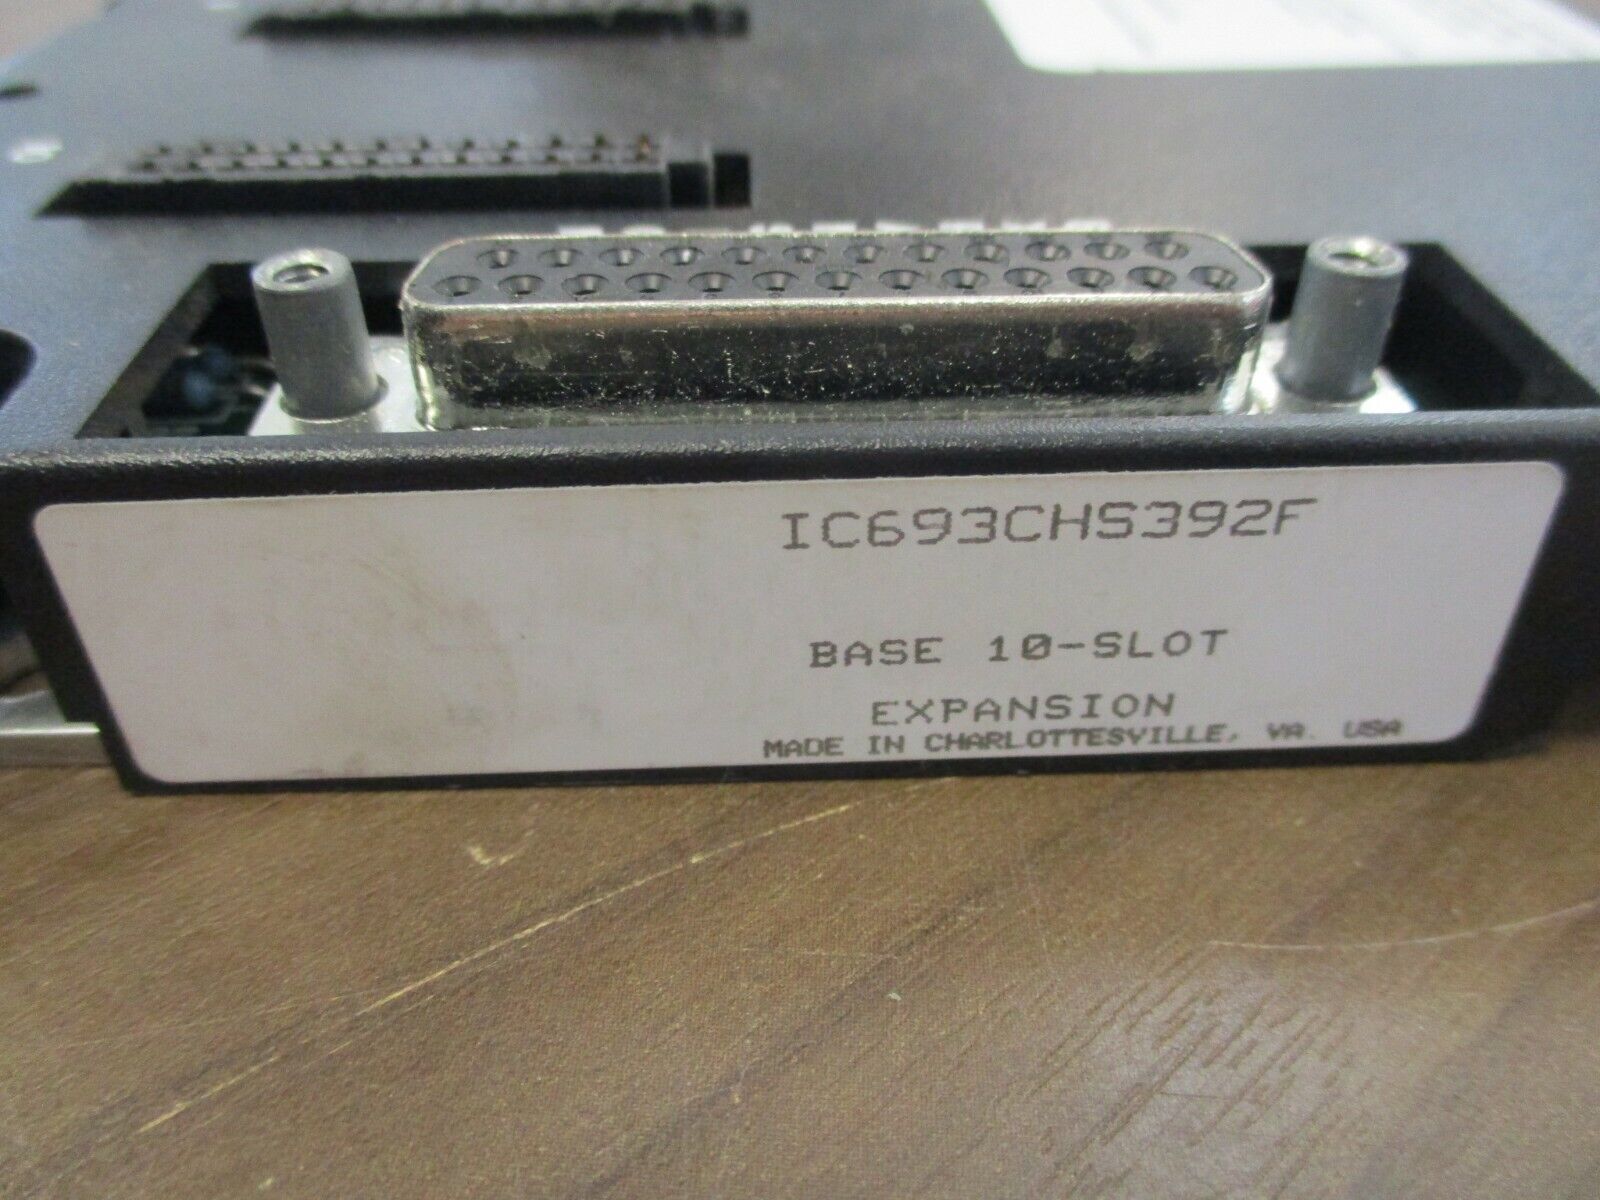 IC693CHS392F
BASE 10-SLOT
EXPANSION
MADE IN CHARLOTTESVILLE, VA. USA